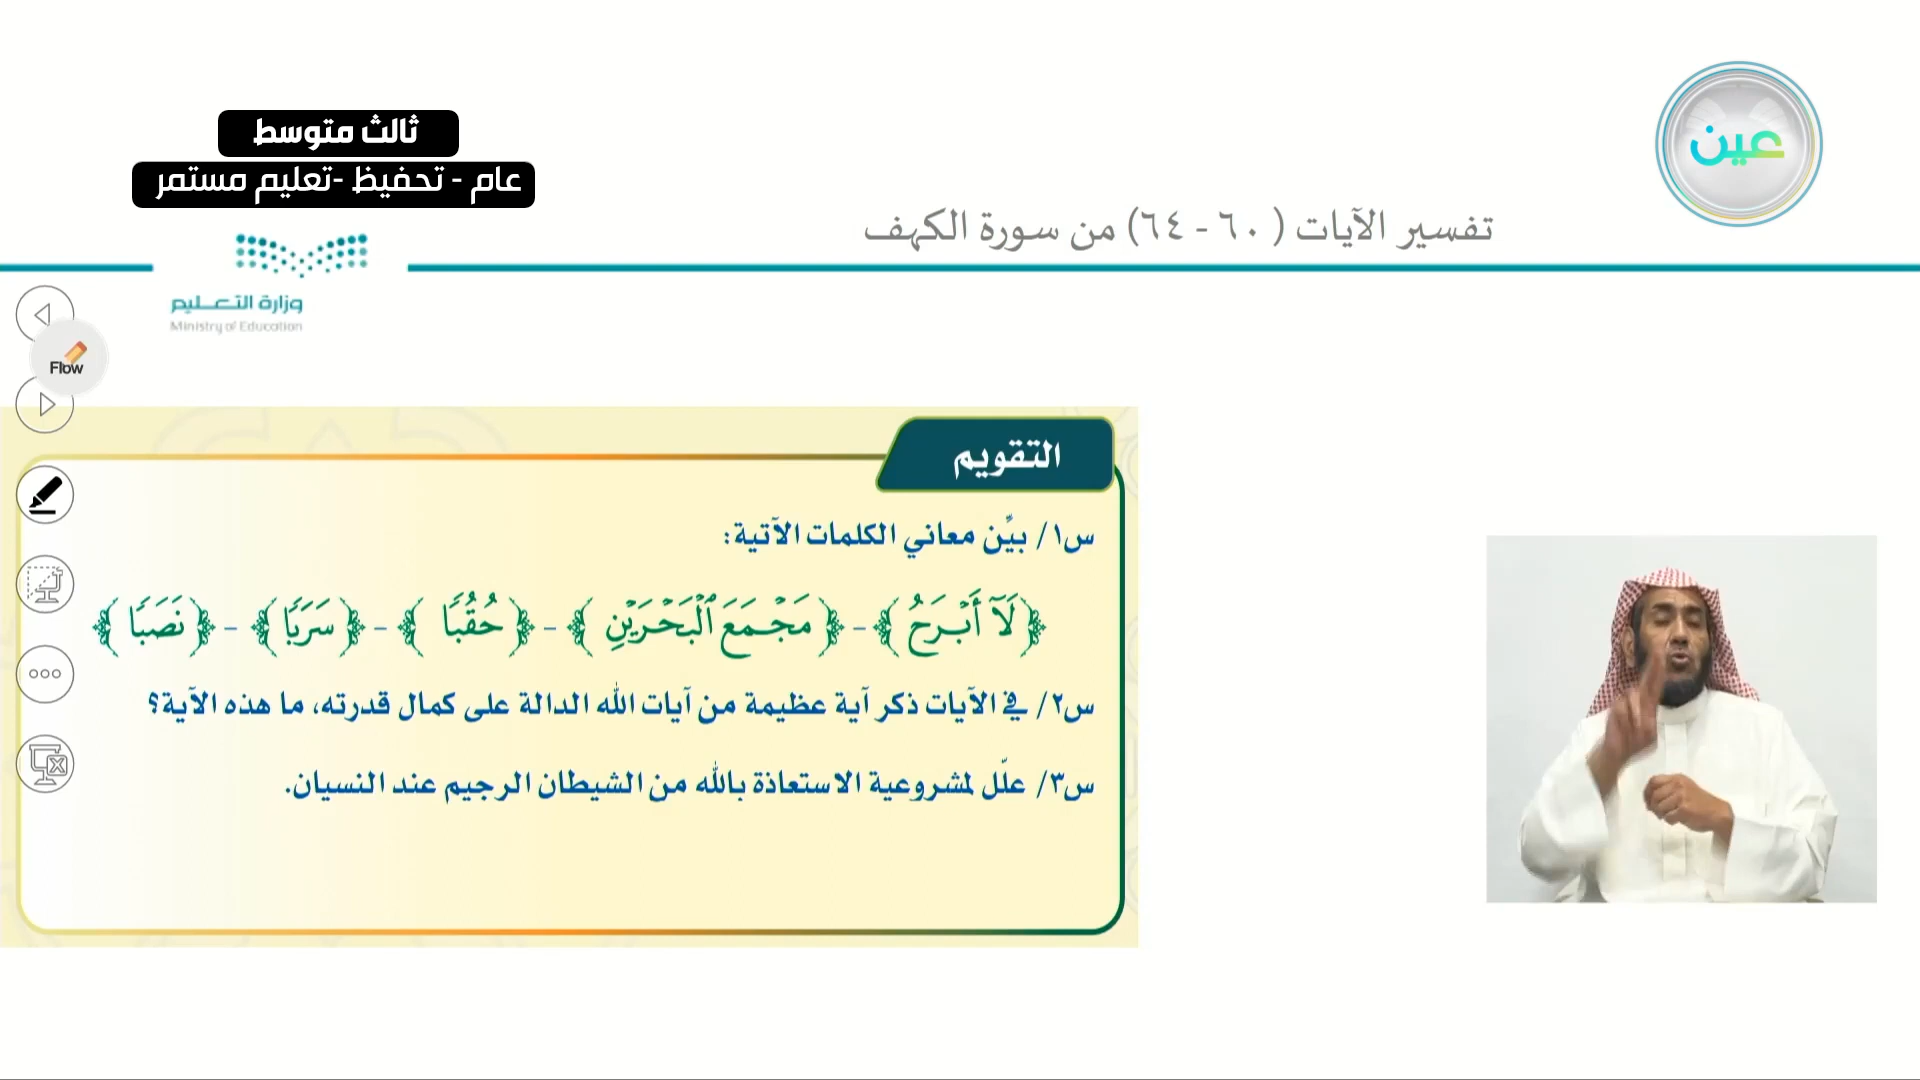 عين
ثالث متوسط
عام - تحفيظ -تعليم مستمر
تفسير الآيات ( ٦٠ - ٦٤) من سورة الكهف
وزارة التعـــليم
Ministry of Education
Flow
التقويم
س١/ بيِّن معاني الكلمات الآتية:
﴿لَآ أَبۡرَحُ﴾ - ﴿مَجۡمَعَ ٱلۡبَحۡرَيۡنِ﴾ - ﴿حُقُبٗا﴾ - ﴿سَرَبٗا﴾ - ﴿نَصَبٗا﴾
س٢/ في الآيات ذكر آية عظيمة من آيات الله الدالة على كمال قدرته، ما هذه الآية؟
س٣/ علّل لمشروعية الاستعاذة بالله من الشيطان الرجيم عند النسيان.